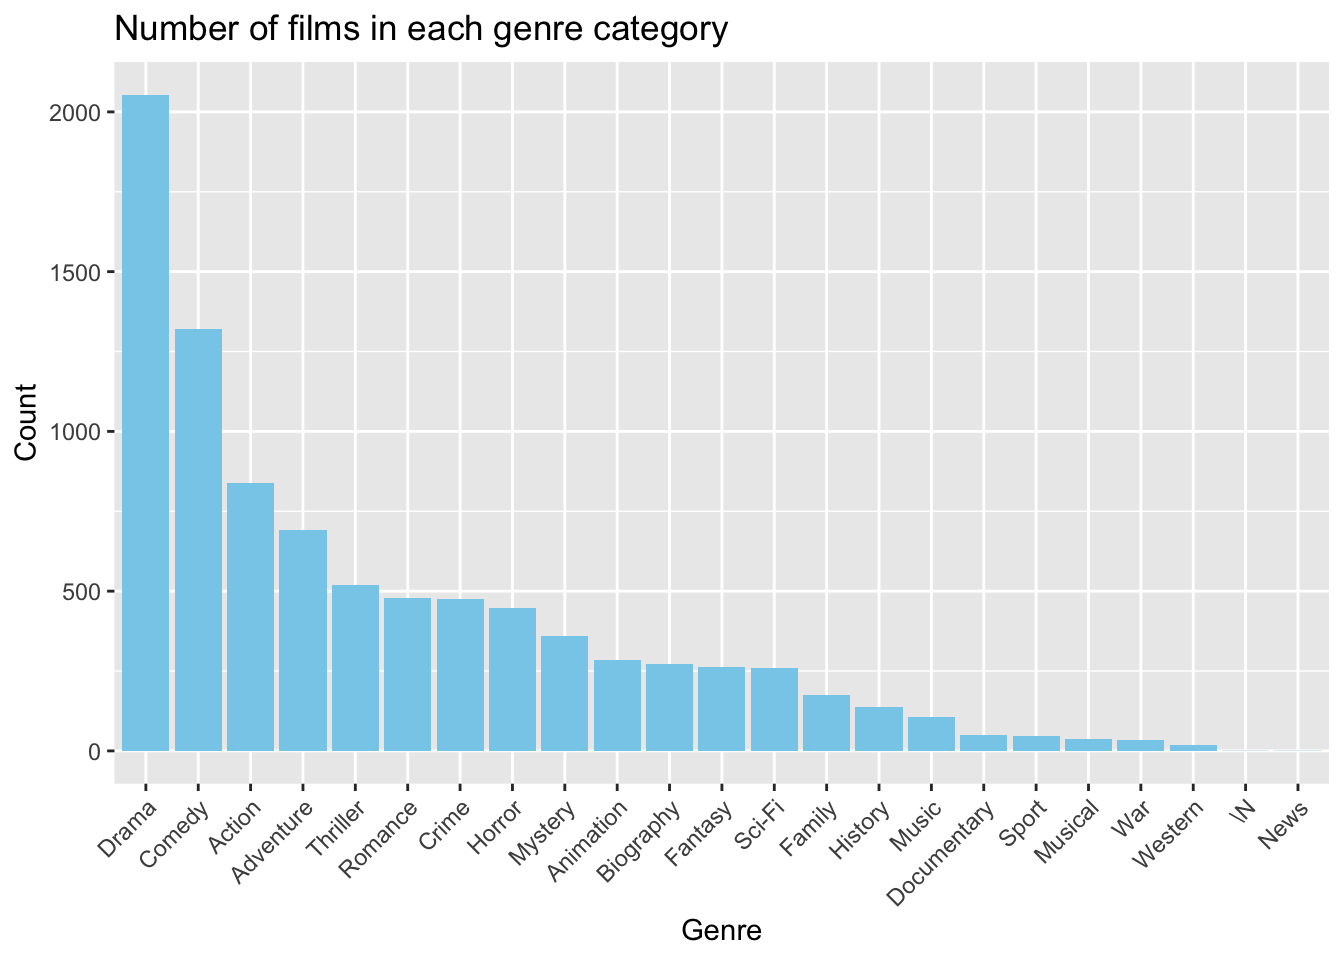 Number of films in each genre category
2000
1500
1000
500
0
Count
Drama
Comedy
Action
Adventure
Thriller
Romance
Crime
Horror
Mystery
Animation
Biography
Fantasy
Sci-Fi
Family
History
Music
Documentary
Sport
Musical
War
Western
\N
News
Genre